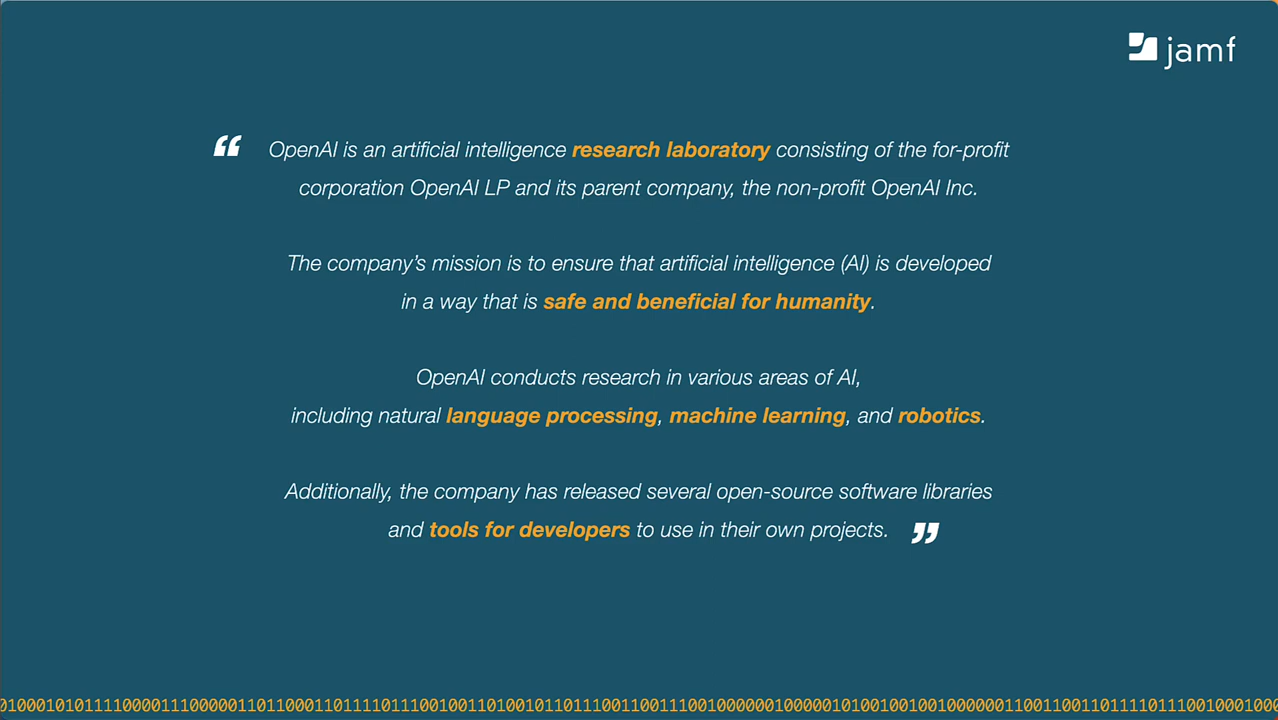 jamf
“ OpenAI is an artificial intelligence research laboratory consisting of the for-profit
corporation OpenAI LP and its parent company, the non-profit OpenAI Inc.
The company’s mission is to ensure that artificial intelligence (AI) is developed
in a way that is safe and beneficial for humanity.
OpenAI conducts research in various areas of AI,
including natural language processing, machine learning, and robotics.
Additionally, the company has released several open-source software libraries
and tools for developers to use in their own projects. ”